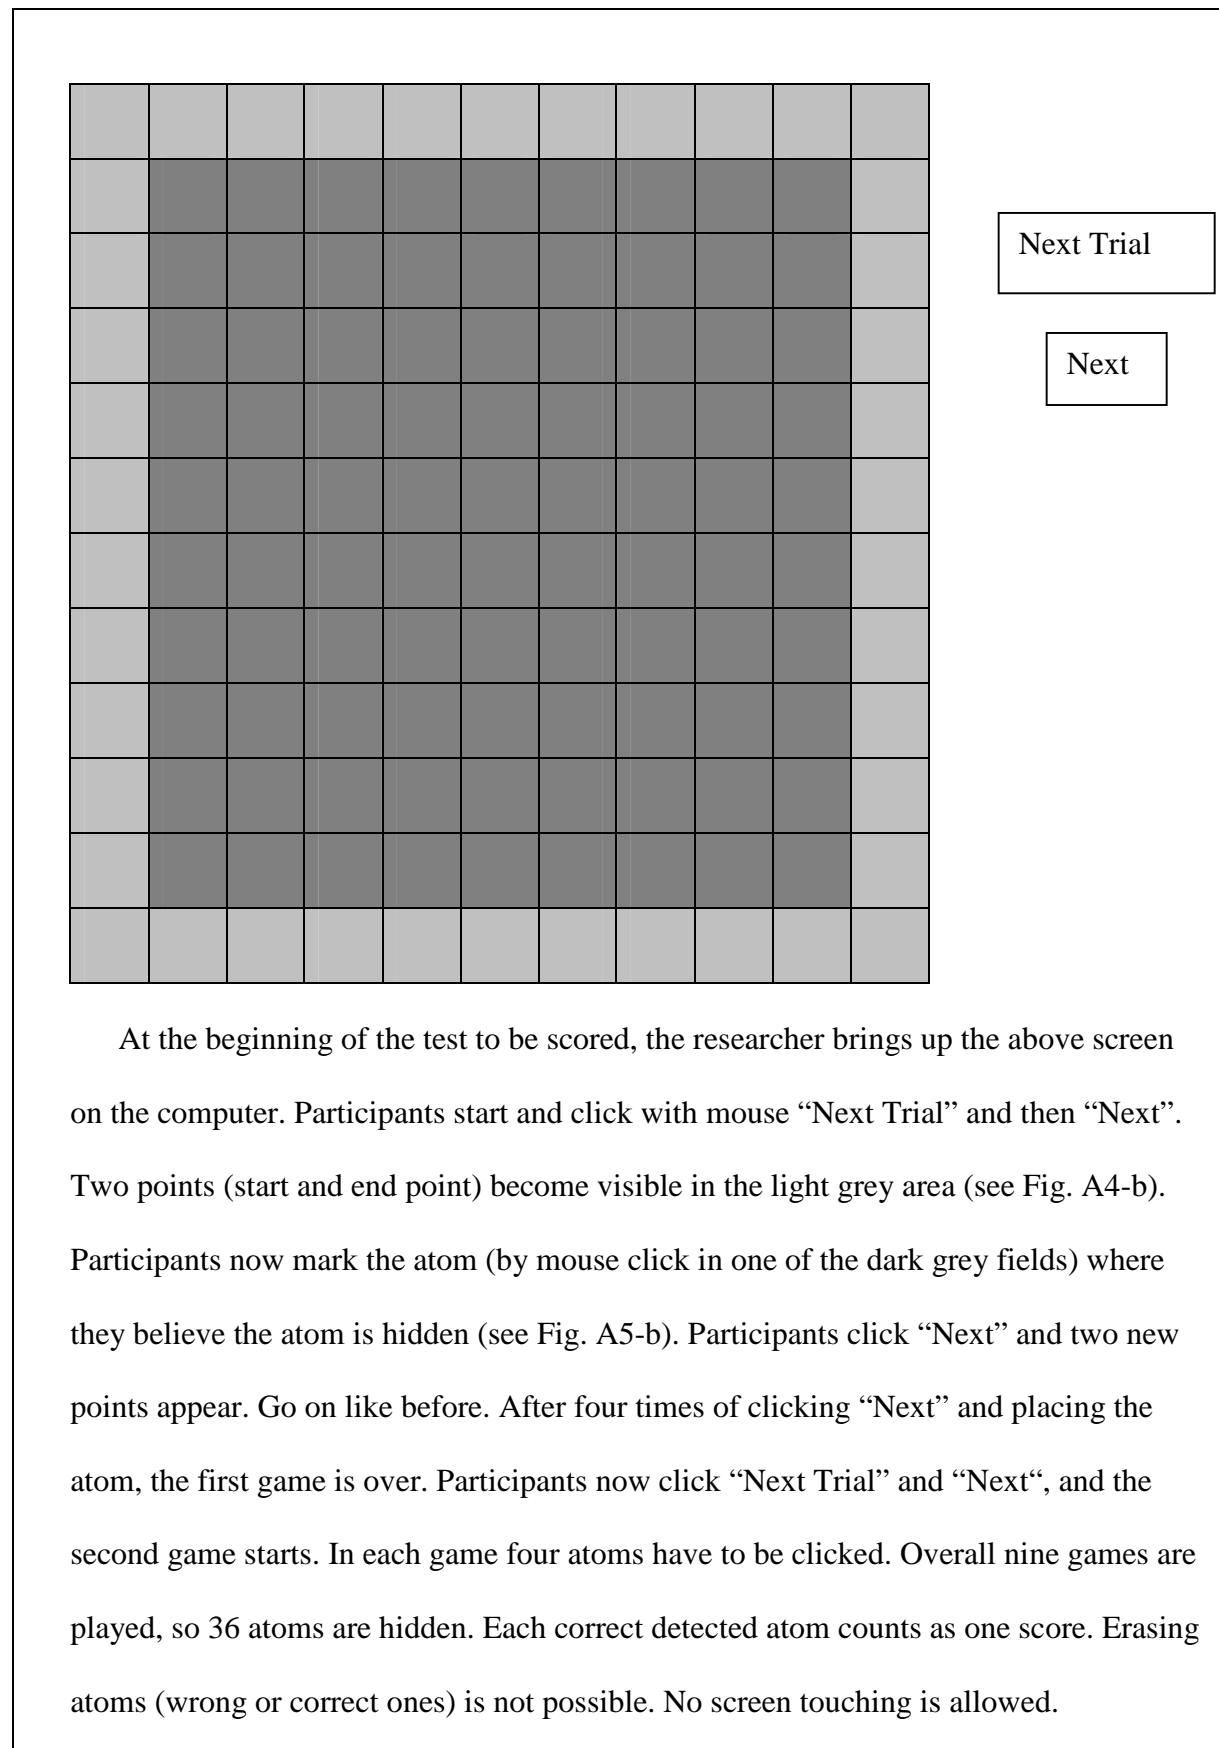 Next Trial
Next
At the beginning of the test to be scored, the researcher brings up the above screen
on the computer. Participants start and click with mouse “Next Trial” and then “Next”.
Two points (start and end point) become visible in the light grey area (see Fig. A4-b).
Participants now mark the atom (by mouse click in one of the dark grey fields) where
they believe the atom is hidden (see Fig. A5-b). Participants click “Next” and two new
points appear. Go on like before. After four times of clicking “Next” and placing the
atom, the first game is over. Participants now click “Next Trial” and “Next“, and the
second game starts. In each game four atoms have to be clicked. Overall nine games are
played, so 36 atoms are hidden. Each correct detected atom counts as one score. Erasing
atoms (wrong or correct ones) is not possible. No screen touching is allowed.